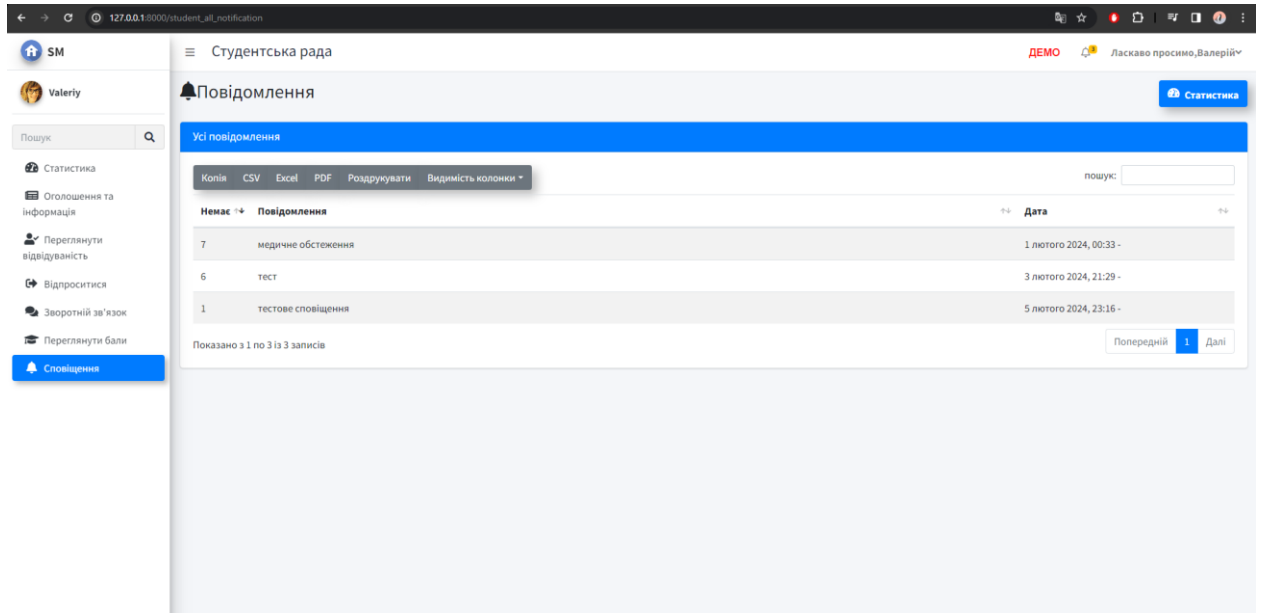 127.0.0.1:8000/student_all_notification
SM
Студентська рада
ДЕМО
Ласкаво просимо,Валерій
Valeriy
Повідомлення
Статистика
Пошук
Усі повідомлення
Статистика
Оголошення та
інформація
Переглянути
відвідуваність
Відпроситися
Зворотній зв'язок
Переглянути бали
Сповіщення
Копія CSV Excel PDF Роздрукувати Видимість колонки
пошук:
Немає Повідомлення Дата
7 медичне обстеження 1 лютого 2024, 00:33 -
6 тест 3 лютого 2024, 21:29 -
1 тестове сповіщення 5 лютого 2024, 23:16 -
Показано з 1 по 3 із 3 записів
Попередній 1 Далі